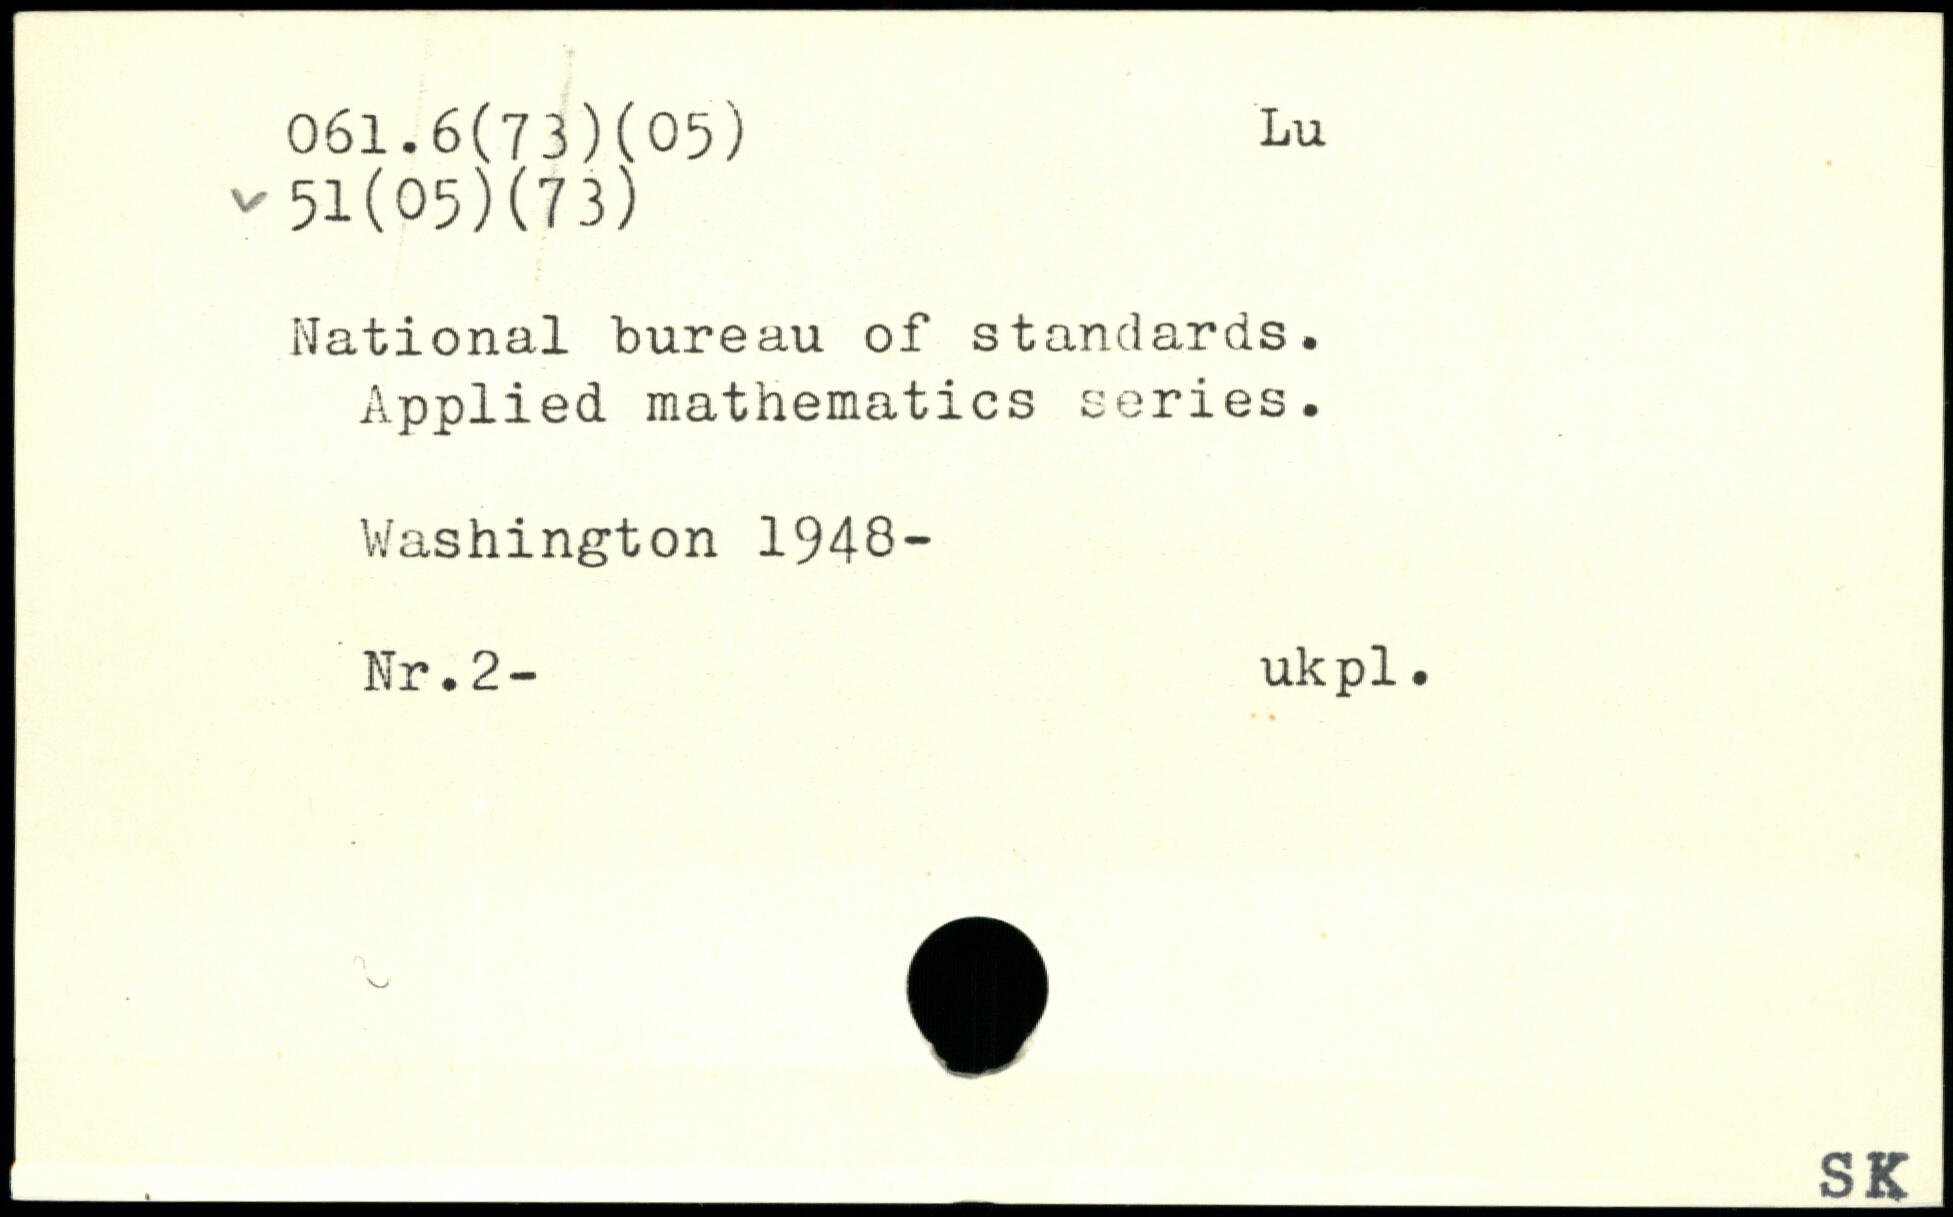 061.6(73)(05) Lu
✓ 51(05)(73)
National bureau of standards.
Applied mathematics series.
Washington 1948-
Nr.2- ukpl.
SK